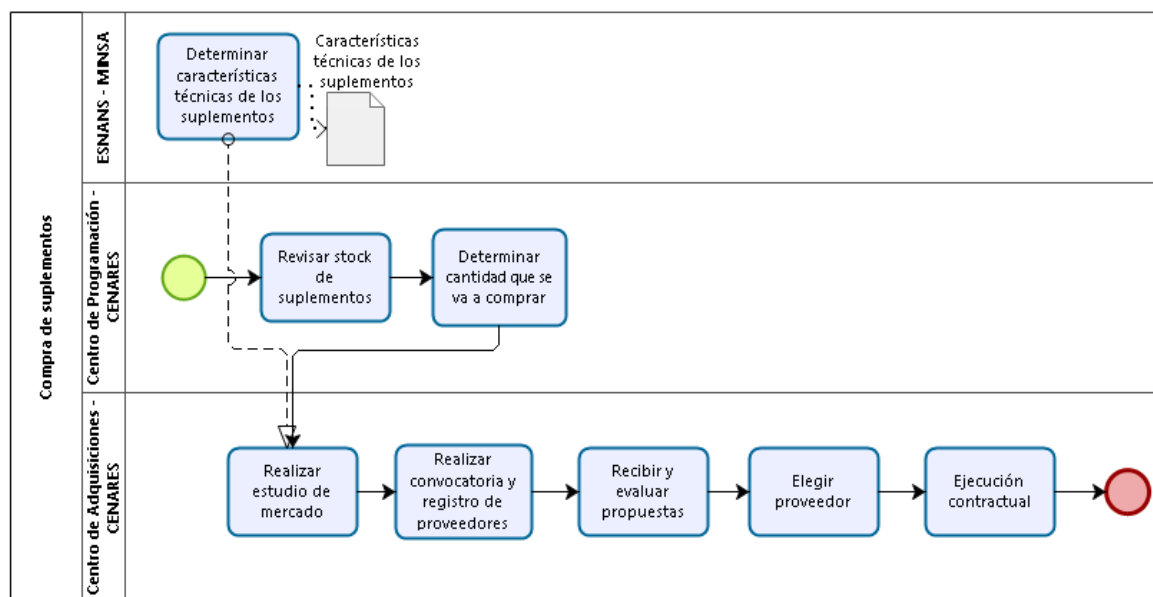 Compra de suplementos
ESNANS - MINSA
Determinar
características
técnicas de los
suplementos
Características
técnicas de los
suplementos
Centro de Programación -
CENARES
Revisar stock
de
suplementos
Determinar
cantidad que se
va a comprar
Centro de Adquisiciones -
CENARES
Realizar
estudio de
mercado
Realizar
convocatoria y
registro de
proveedores
Recibir y
evaluar
propuestas
Elegir
proveedor
Ejecución
contractual